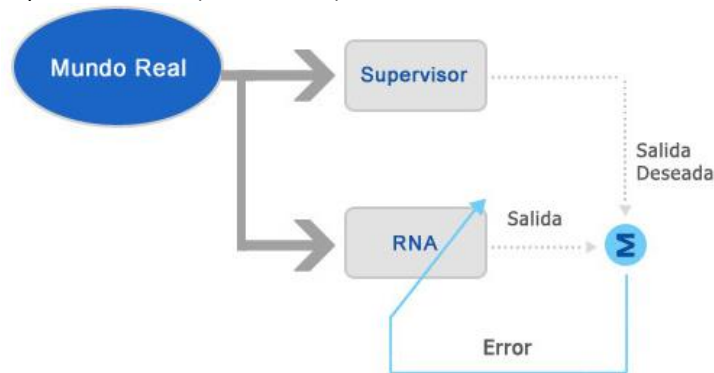 Mundo Real
Supervisor
Salida
Deseada
Salida
RNA
Σ
Error